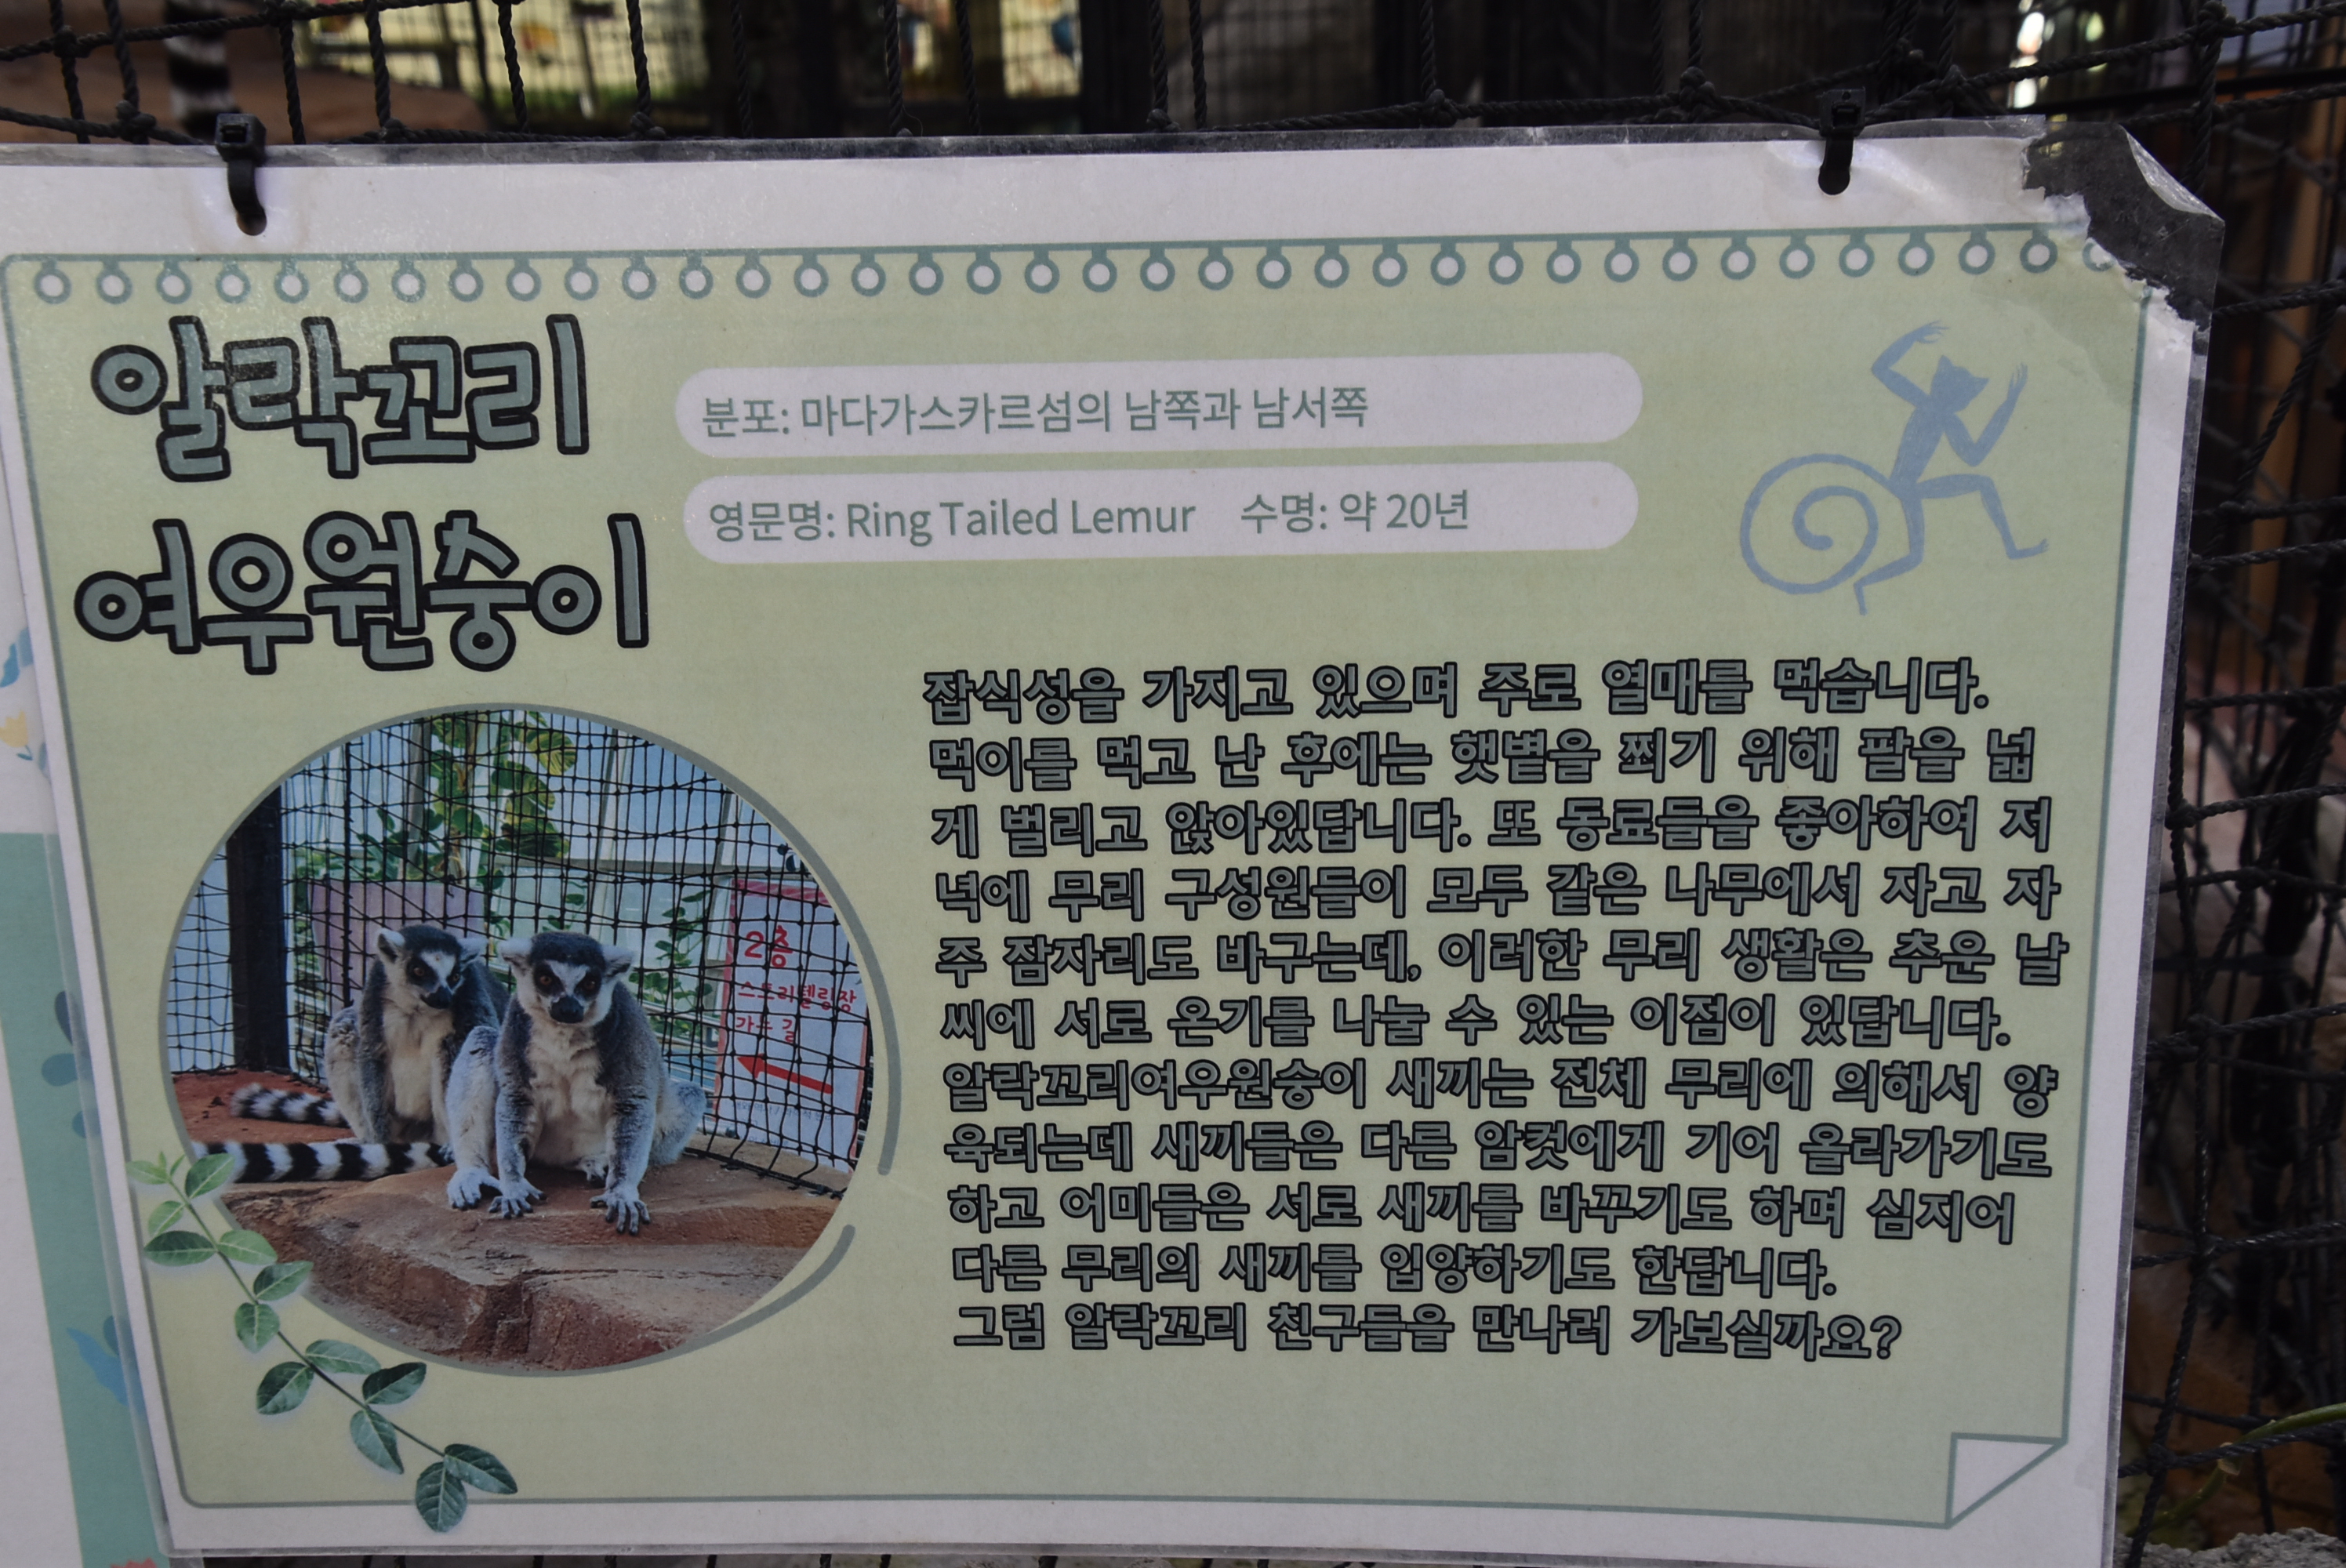 알락꼬리
여우원숭이
분포: 마다가스카르섬의 남쪽과 남서쪽
영문명: Ring Tailed Lemur 수명: 약 20년
잡식성을 가지고 있으며 주로 열매를 먹습니다.
먹이를 먹고 난 후에는 햇볕을 쬐기 위해 팔을 넓
게 벌리고 앉아있답니다. 또 동료들을 좋아하여 저
녁에 무리 구성원들이 모두 같은 나무에서 자고 자
주 잠자리도 바구는데, 이러한 무리 생활은 추운 날
씨에 서로 온기를 나눌 수 있는 이점이 있답니다.
알락꼬리여우원숭이 새끼는 전체 무리에 의해서 양
육되는데 새끼들은 다른 암컷에게 기어 올라가기도
하고 어미들은 서로 새끼를 바꾸기도 하며 심지어
다른 무리의 새끼를 입양하기도 한답니다.
그럼 알락꼬리 친구들을 만나러 가보실까요?
2층
스토리텔링장
가는 길